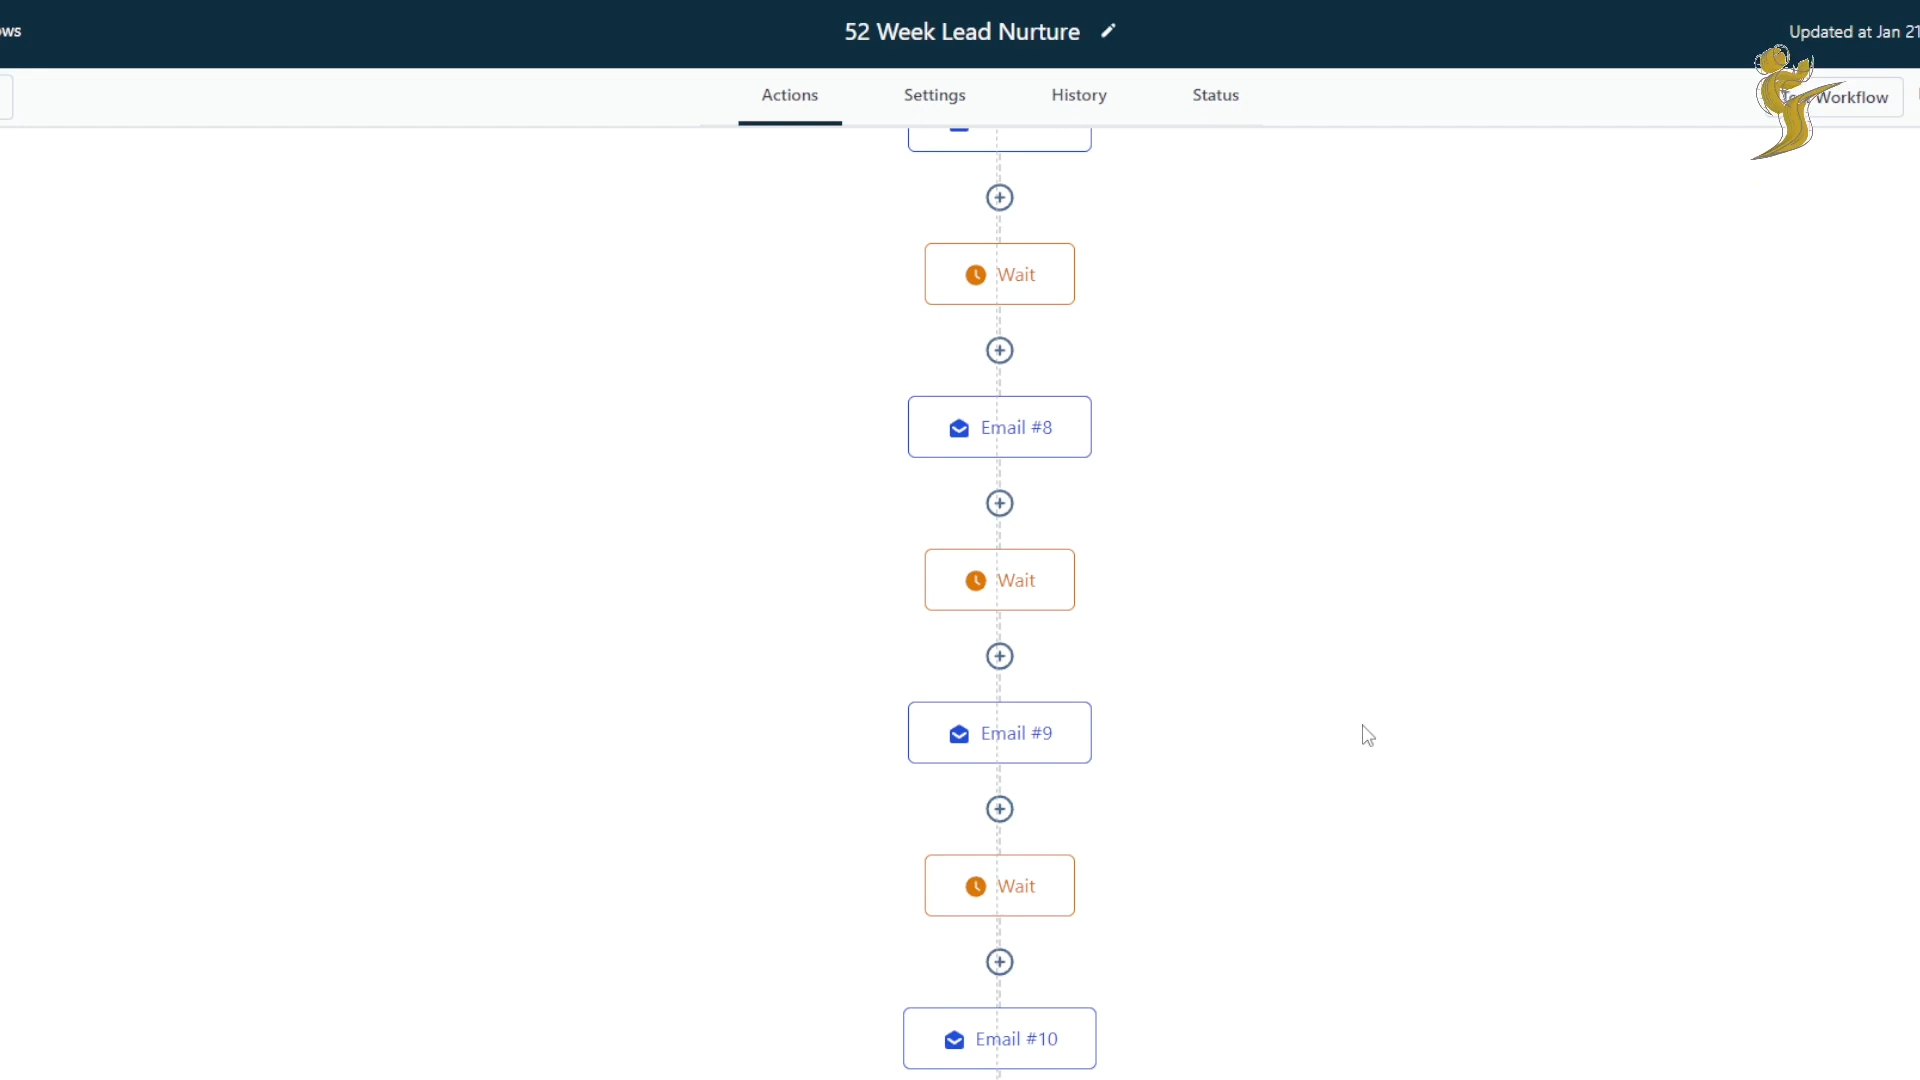 ows
52 Week Lead Nurture
Updated at Jan 21
Actions
Settings
History
Status
Workflow
Wait
Email #8
Wait
Email #9
Wait
Email #10